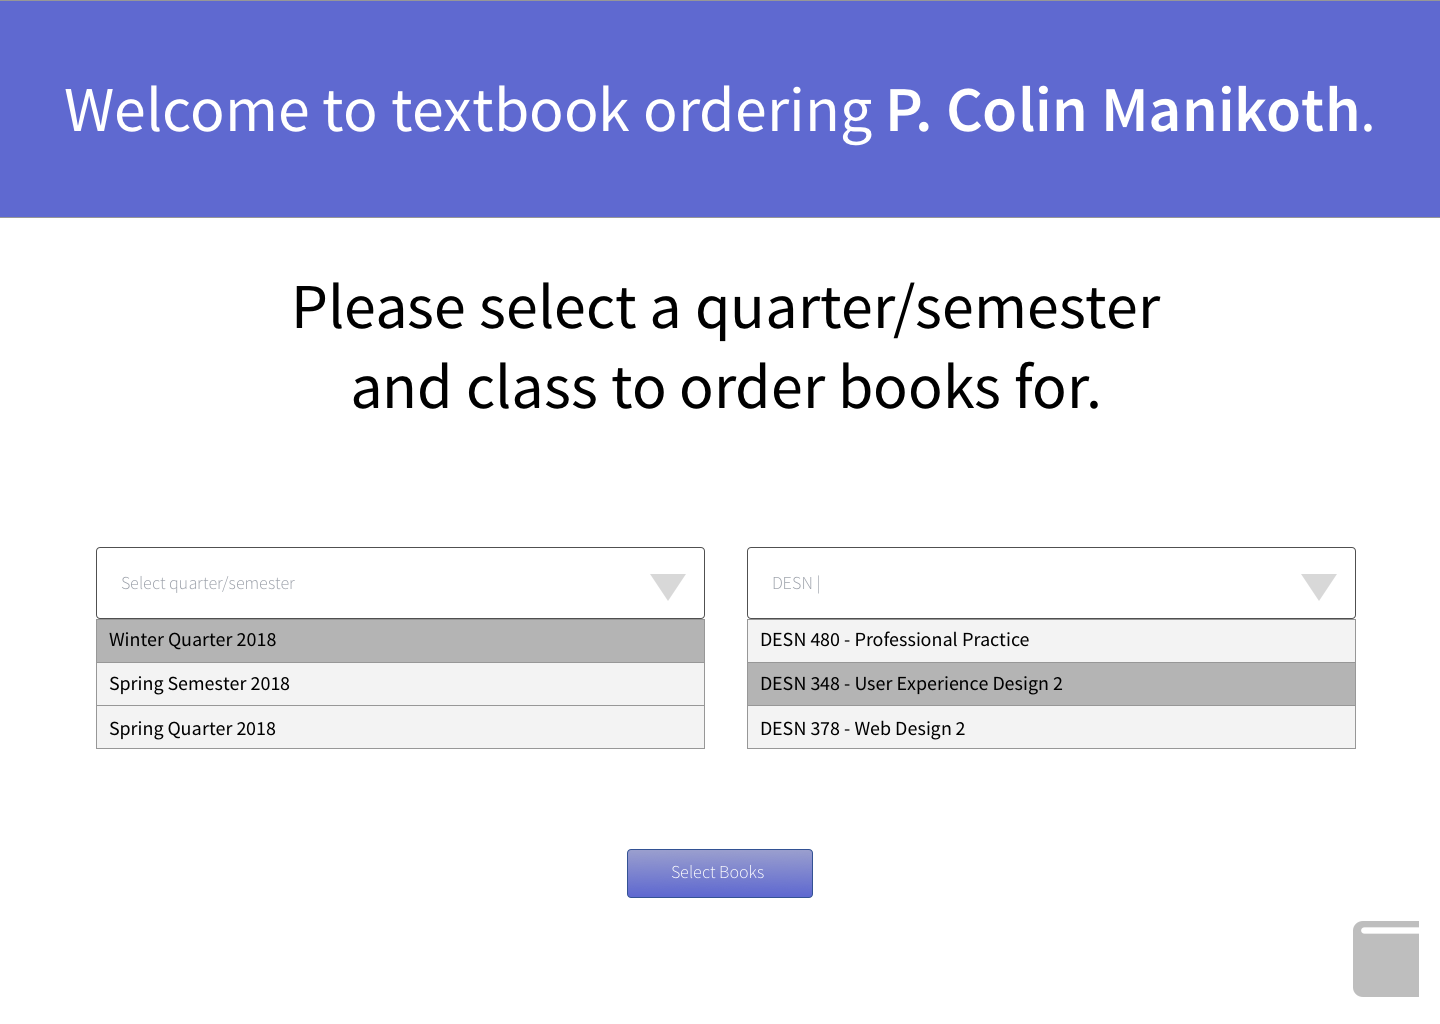 Welcome to textbook ordering P. Colin Manikoth.
Please select a quarter/semester
and class to order books for.
Select quarter/semester
Winter Quarter 2018
Spring Semester 2018
Spring Quarter 2018
DESN |
DESN 480 - Professional Practice
DESN 348 - User Experience Design 2
DESN 378 - Web Design 2
Select Books